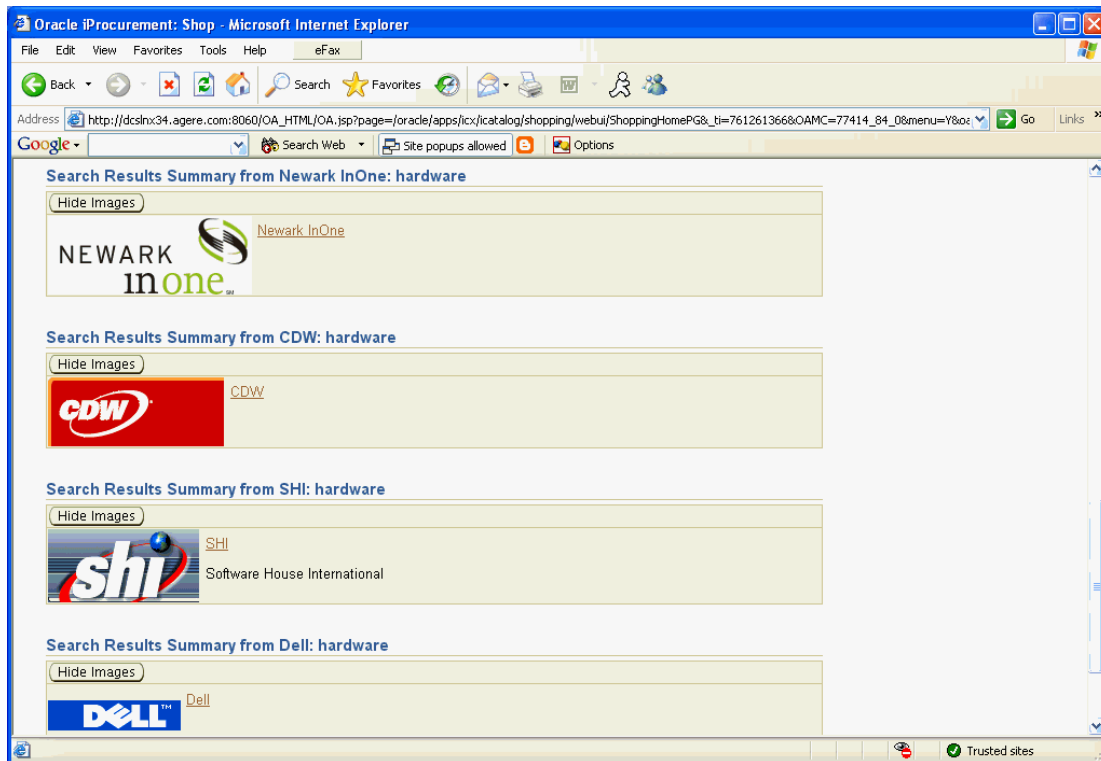 Oracle iProcurement: Shop - Microsoft Internet Explorer
File Edit View Favorites Tools Help eFax
Back Search Favorites
Address http://dcslnx34.agere.com:8060/OA_HTML/OA.jsp?page=/oracle/apps/icx/icatalog/shopping/webui/ShoppingHomePG&_ti=761261366&OAMC=77414_84_0&menu=Y&oa Go Links »
Google Search Web Site popups allowed Options
Search Results Summary from Newark InOne: hardware
Hide Images
NEWARK
in one
Newark InOne
Search Results Summary from CDW: hardware
Hide Images
CDW
CDW
Search Results Summary from SHI: hardware
Hide Images
shi
SHI
Software House International
Search Results Summary from Dell: hardware
Hide Images
DELL™
Dell
Trusted sites